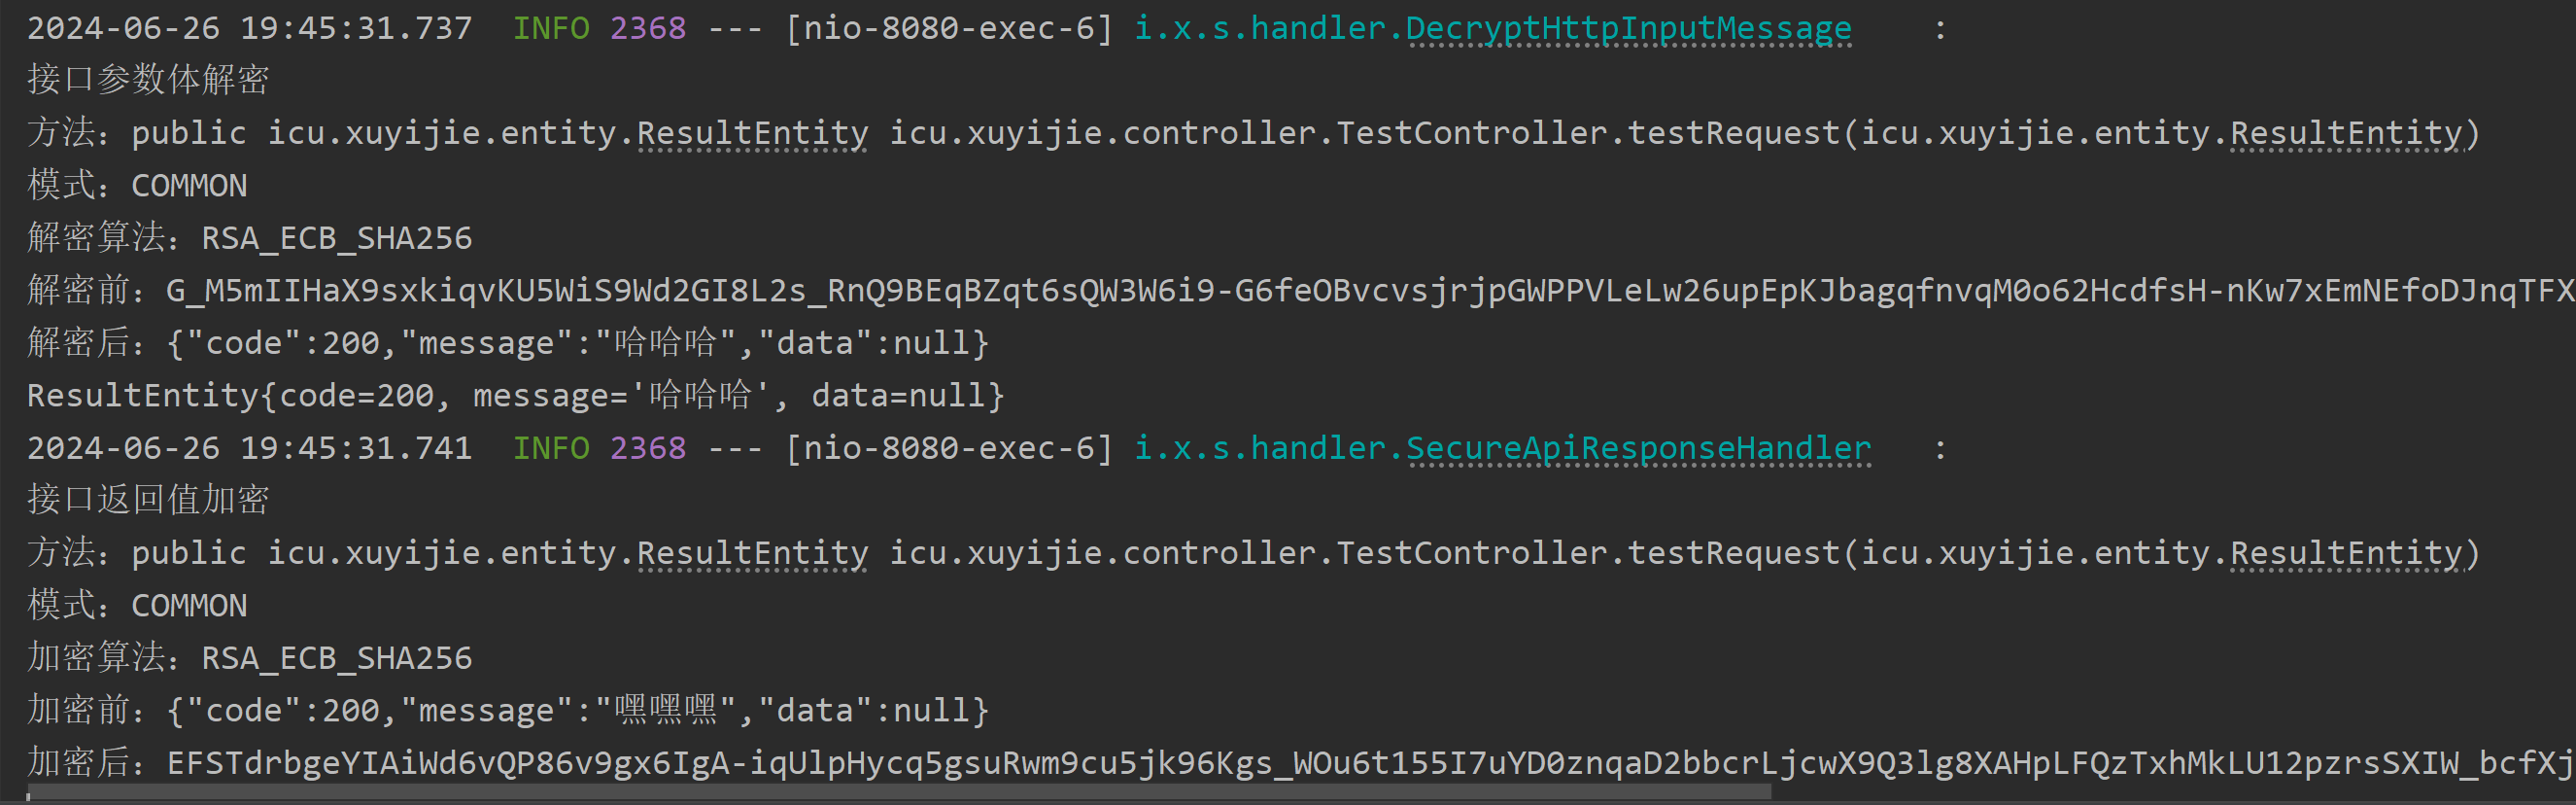 2024-06-26 19:45:31.737  INFO 2368 --- [nio-8080-exec-6] i.x.s.handler.DecryptHttpInputMessage    :
接口参数体解密
方法：public icu.xuyijie.entity.ResultEntity icu.xuyijie.controller.TestController.testRequest(icu.xuyijie.entity.ResultEntity)
模式：COMMON
解密算法：RSA_ECB_SHA256
解密前：G_M5mIIHaX9sxkiqvKU5WiS9Wd2GI8L2s_RnQ9BEqBZqt6sQW3W6i9-G6feOBvcvsjrjpGWPPVLeLw26upEpKJbagqfnvqM0o62HcdfsH-nKw7xEmNEfoDJnqTFX
解密后：{"code":200,"message":"哈哈哈","data":null}
ResultEntity{code=200, message='哈哈哈', data=null}
2024-06-26 19:45:31.741  INFO 2368 --- [nio-8080-exec-6] i.x.s.handler.SecureApiResponseHandler   :
接口返回值加密
方法：public icu.xuyijie.entity.ResultEntity icu.xuyijie.controller.TestController.testRequest(icu.xuyijie.entity.ResultEntity)
模式：COMMON
加密算法：RSA_ECB_SHA256
加密前：{"code":200,"message":"嘿嘿嘿","data":null}
加密后：EFSTdrbgeYIAiWd6vQP86v9gx6IgA-iqUlpHycq5gsuRwm9cu5jk96Kgs_WOu6t155I7uYD0znqaD2bbcrLjcwX9Q3lg8XAHpLFQzTxhMkLU12pzrsSXIW_bcfXj